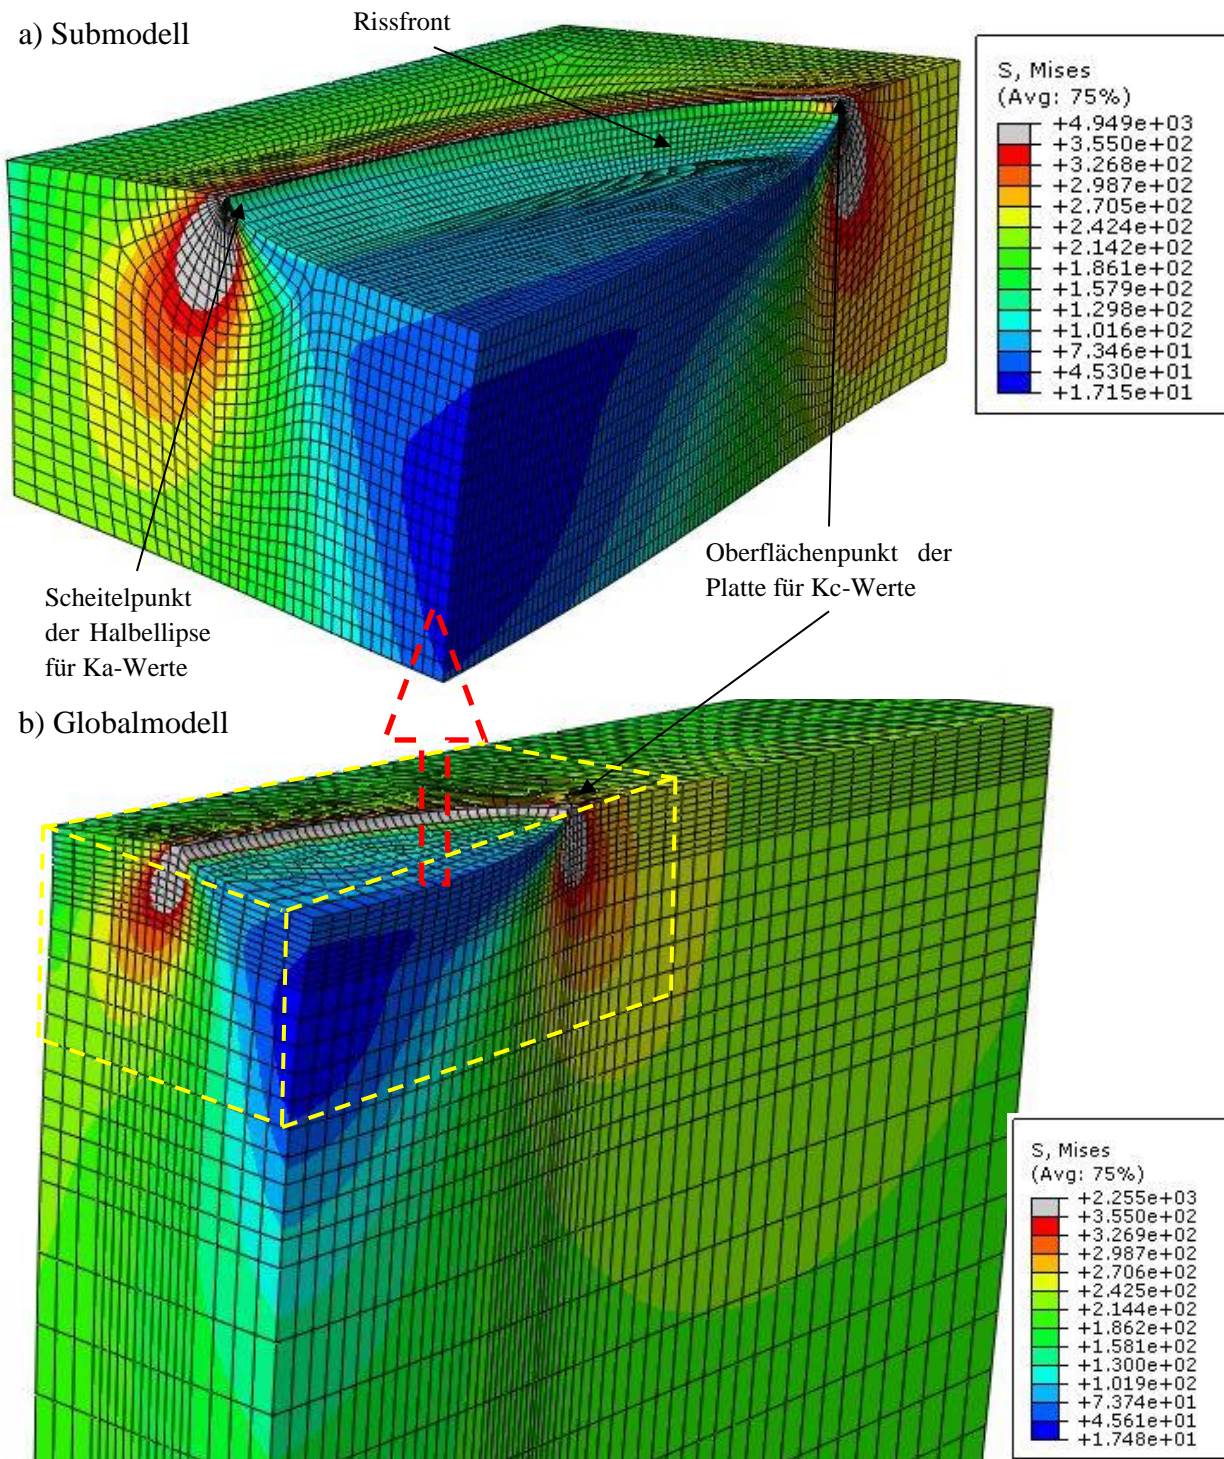 a) Submodell
Rissfront
S, Mises
(Avg: 75%)
+4.949e+03
+3.550e+02
+3.268e+02
+2.987e+02
+2.705e+02
+2.424e+02
+2.142e+02
+1.861e+02
+1.579e+02
+1.298e+02
+1.016e+02
+7.346e+01
+4.530e+01
+1.715e+01
Oberflächenpunkt der
Platte für Kc-Werte
Scheitelpunkt
der Halbellipse
für Ka-Werte
b) Globalmodell
S, Mises
(Avg: 75%)
+2.255e+03
+3.550e+02
+3.269e+02
+2.987e+02
+2.706e+02
+2.425e+02
+2.144e+02
+1.862e+02
+1.581e+02
+1.300e+02
+1.019e+02
+7.374e+01
+4.561e+01
+1.748e+01